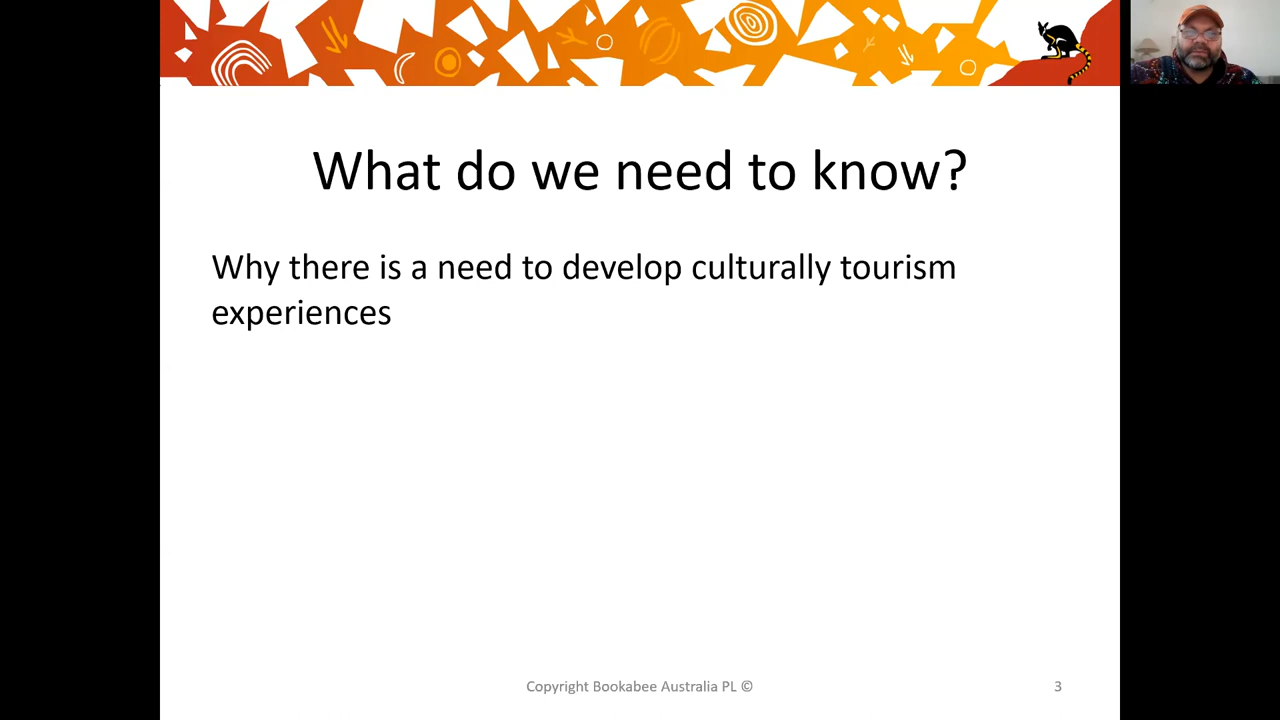 What do we need to know?
Why there is a need to develop culturally tourism
experiences
Copyright Bookabee Australia PL ©
3